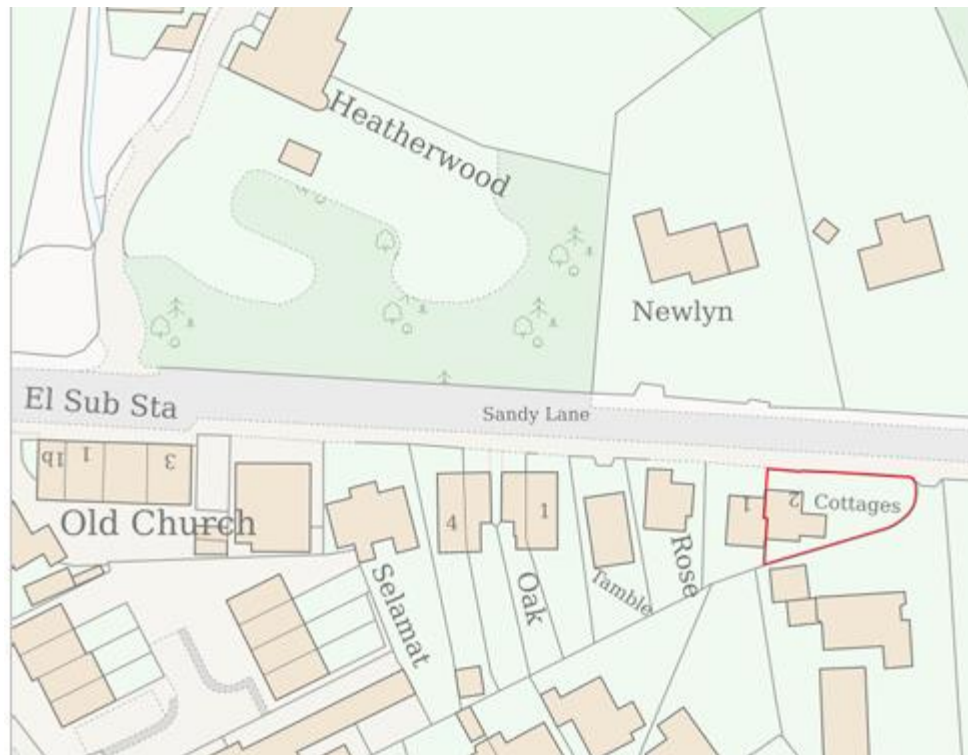 Heatherwood
Newlyn
El Sub Sta
Sandy Lane
1b 1 3
Old Church
Selamat
4
1
Oak
Tamble
Rose
1
2
Cottages